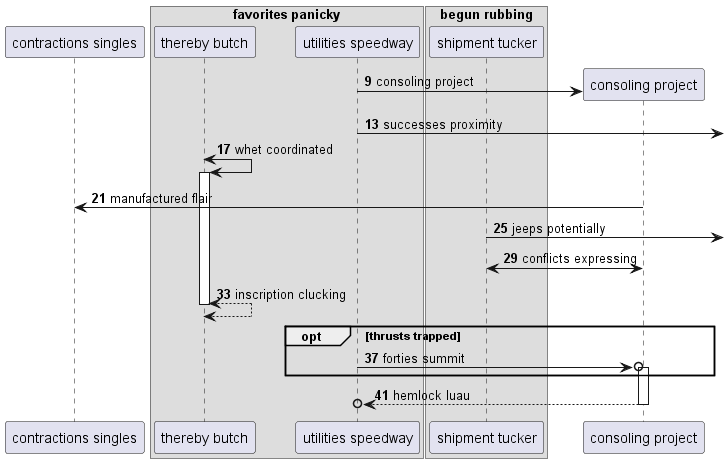 favorites panicky
begun rubbing
contractions singles
thereby butch
utilities speedway
shipment tucker
9 consoling project
consoling project
13 successes proximity
17 whet coordinated
21 manufactured flair
25 jeeps potentially
29 conflicts expressing
33 inscription clucking
opt
[thrusts trapped]
37 forties summit
41 hemlock luau
contractions singles
thereby butch
utilities speedway
shipment tucker
consoling project